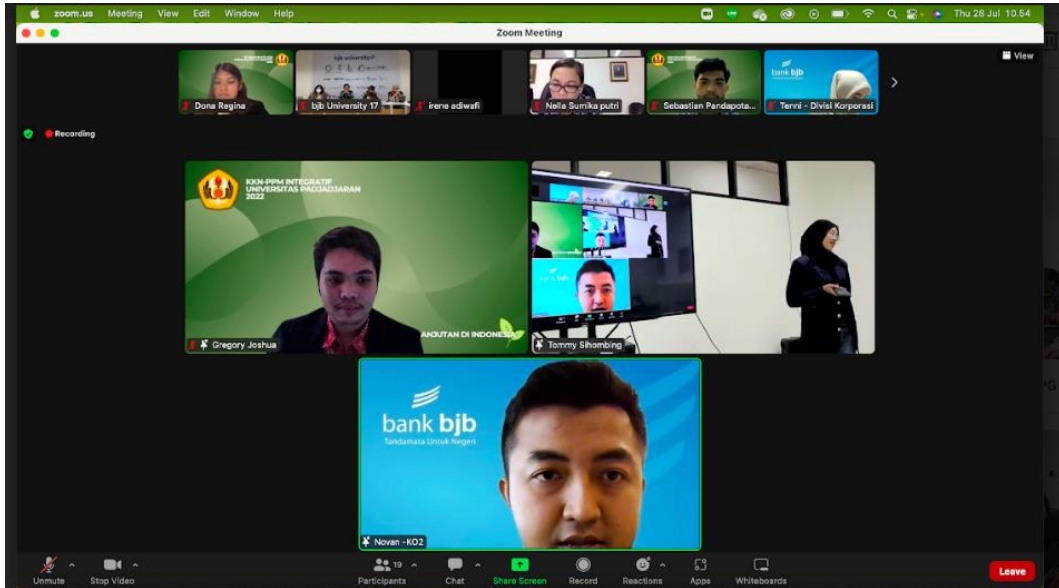 zoom.us Meeting View Edit Window Help
Thu 28 Jul 10.54
Zoom Meeting
View
bank bjb
bjb university
Dona Regina
bjb University 17
irene adiwafi
Nella Sumika putri
Sebastian Pandapota...
Tenni - Divisi Korporasi
Recording
KKN-PPM INTEGRATIF
UNIVERSITAS PADJADJARAN
2022
ANJUTAN DI INDONESIA
Gregory Joshua
Tommy Sihombing
bank bjb
Tandamata Untuk Negeri
Novan -KO2
Unmute
Stop Video
19
Participants
Chat
Share Screen
Record
Reactions
Apps
Whiteboards
Leave